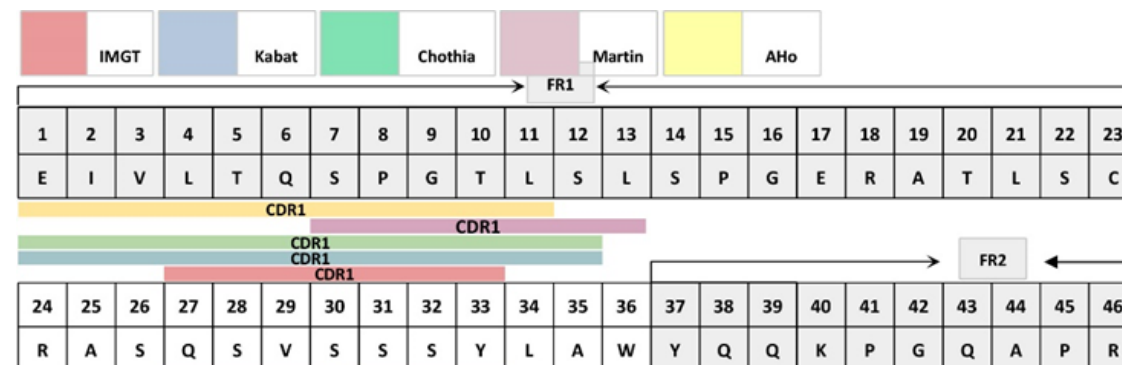 IMGT Kabat Chothia Martin AHo
FR1
1 2 3 4 5 6 7 8 9 10 11 12 13 14 15 16 17 18 19 20 21 22 23
E I V L T Q S P G T L S L S P G E R A T L S C
CDR1
CDR1
CDR1
CDR1
CDR1
FR2
24 25 26 27 28 29 30 31 32 33 34 35 36 37 38 39 40 41 42 43 44 45 46
R A S Q S V S S S Y L A W Y Q Q K P G Q A P R